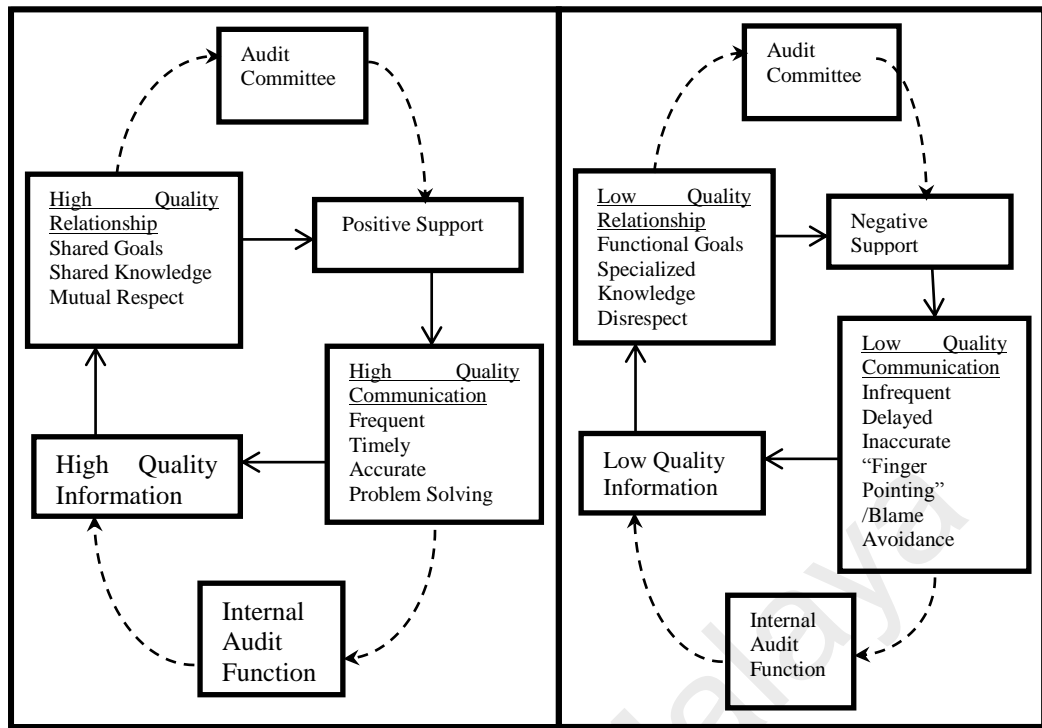 Audit
Committee
High Quality
Relationship
Shared Goals
Shared Knowledge
Mutual Respect
Positive Support
High Quality
Communication
Frequent
Timely
Accurate
Problem Solving
High Quality
Information
Internal
Audit
Function
Audit
Committee
Low Quality
Relationship
Functional Goals
Specialized
Knowledge
Disrespect
Negative
Support
Low Quality
Communication
Infrequent
Delayed
Inaccurate
“Finger
Pointing”
/Blame
Avoidance
Low Quality
Information
Internal
Audit
Function